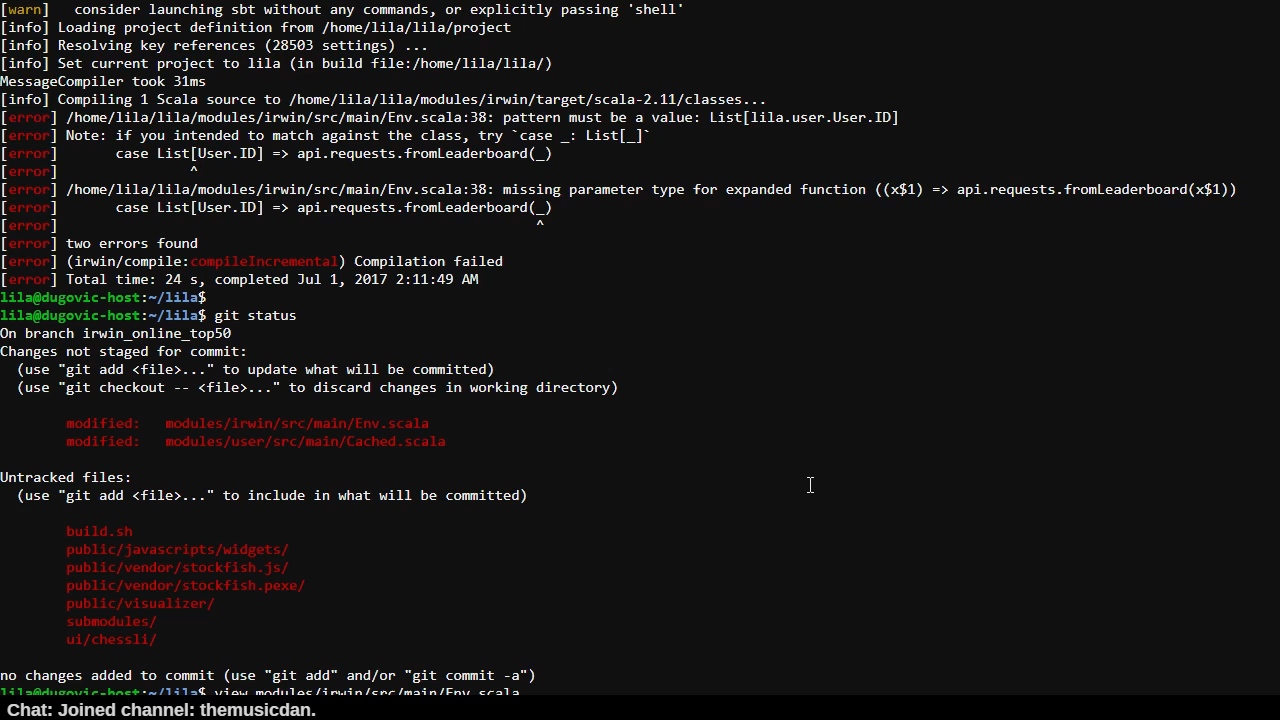 [warn]   consider launching sbt without any commands, or explicitly passing 'shell'
[info] Loading project definition from /home/lila/lila/project
[info] Resolving key references (28503 settings) ...
[info] Set current project to lila (in build file:/home/lila/lila/)
MessageCompiler took 31ms
[info] Compiling 1 Scala source to /home/lila/lila/modules/irwin/target/scala-2.11/classes...
[error] /home/lila/lila/modules/irwin/src/main/Env.scala:38: pattern must be a value: List[lila.user.User.ID]
[error] Note: if you intended to match against the class, try `case _: List[_]`
[error]       case List[User.ID] => api.requests.fromLeaderboard(_)
[error]                ^
[error] /home/lila/lila/modules/irwin/src/main/Env.scala:38: missing parameter type for expanded function ((x$1) => api.requests.fromLeaderboard(x$1))
[error]       case List[User.ID] => api.requests.fromLeaderboard(_)
[error]                                                          ^
[error] two errors found
[error] (irwin/compile:compileIncremental) Compilation failed
[error] Total time: 24 s, completed Jul 1, 2017 2:11:49 AM
lila@dugovic-host:~/lila$
lila@dugovic-host:~/lila$ git status
On branch irwin_online_top50
Changes not staged for commit:
  (use "git add <file>..." to update what will be committed)
  (use "git checkout -- <file>..." to discard changes in working directory)
        modified:   modules/irwin/src/main/Env.scala
        modified:   modules/user/src/main/Cached.scala
Untracked files:
  (use "git add <file>..." to include in what will be committed)
        build.sh
        public/javascripts/widgets/
        public/vendor/stockfish.js/
        public/vendor/stockfish.pexe/
        public/visualizer/
        submodules/
        ui/chessli/
no changes added to commit (use "git add" and/or "git commit -a")
lila@dugovic-host:~/lila$ view modules/irwin/src/main/Env.scala
Chat: Joined channel: themusicdan.